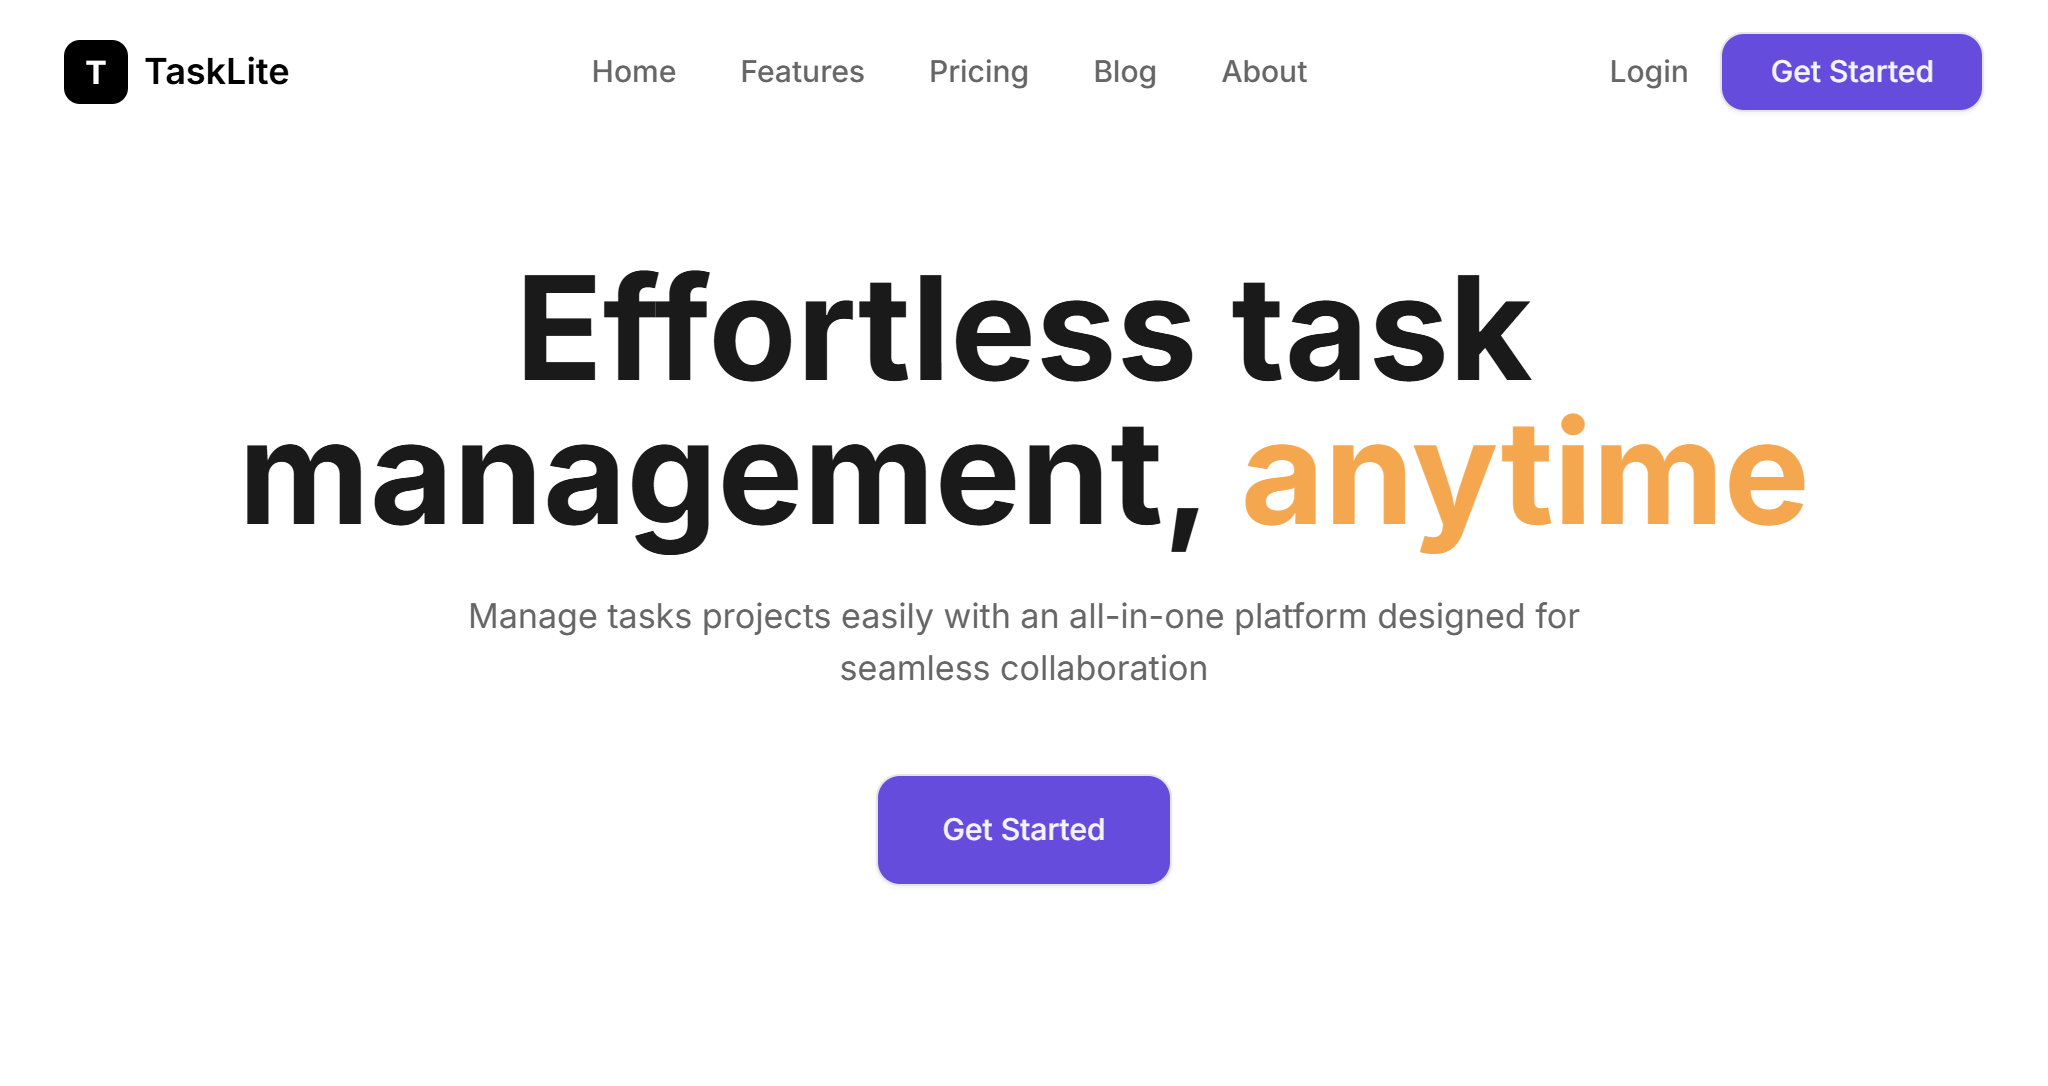 T TaskLite Home Features Pricing Blog About Login Get Started
Effortless task
management, anytime
Manage tasks projects easily with an all-in-one platform designed for
seamless collaboration
Get Started